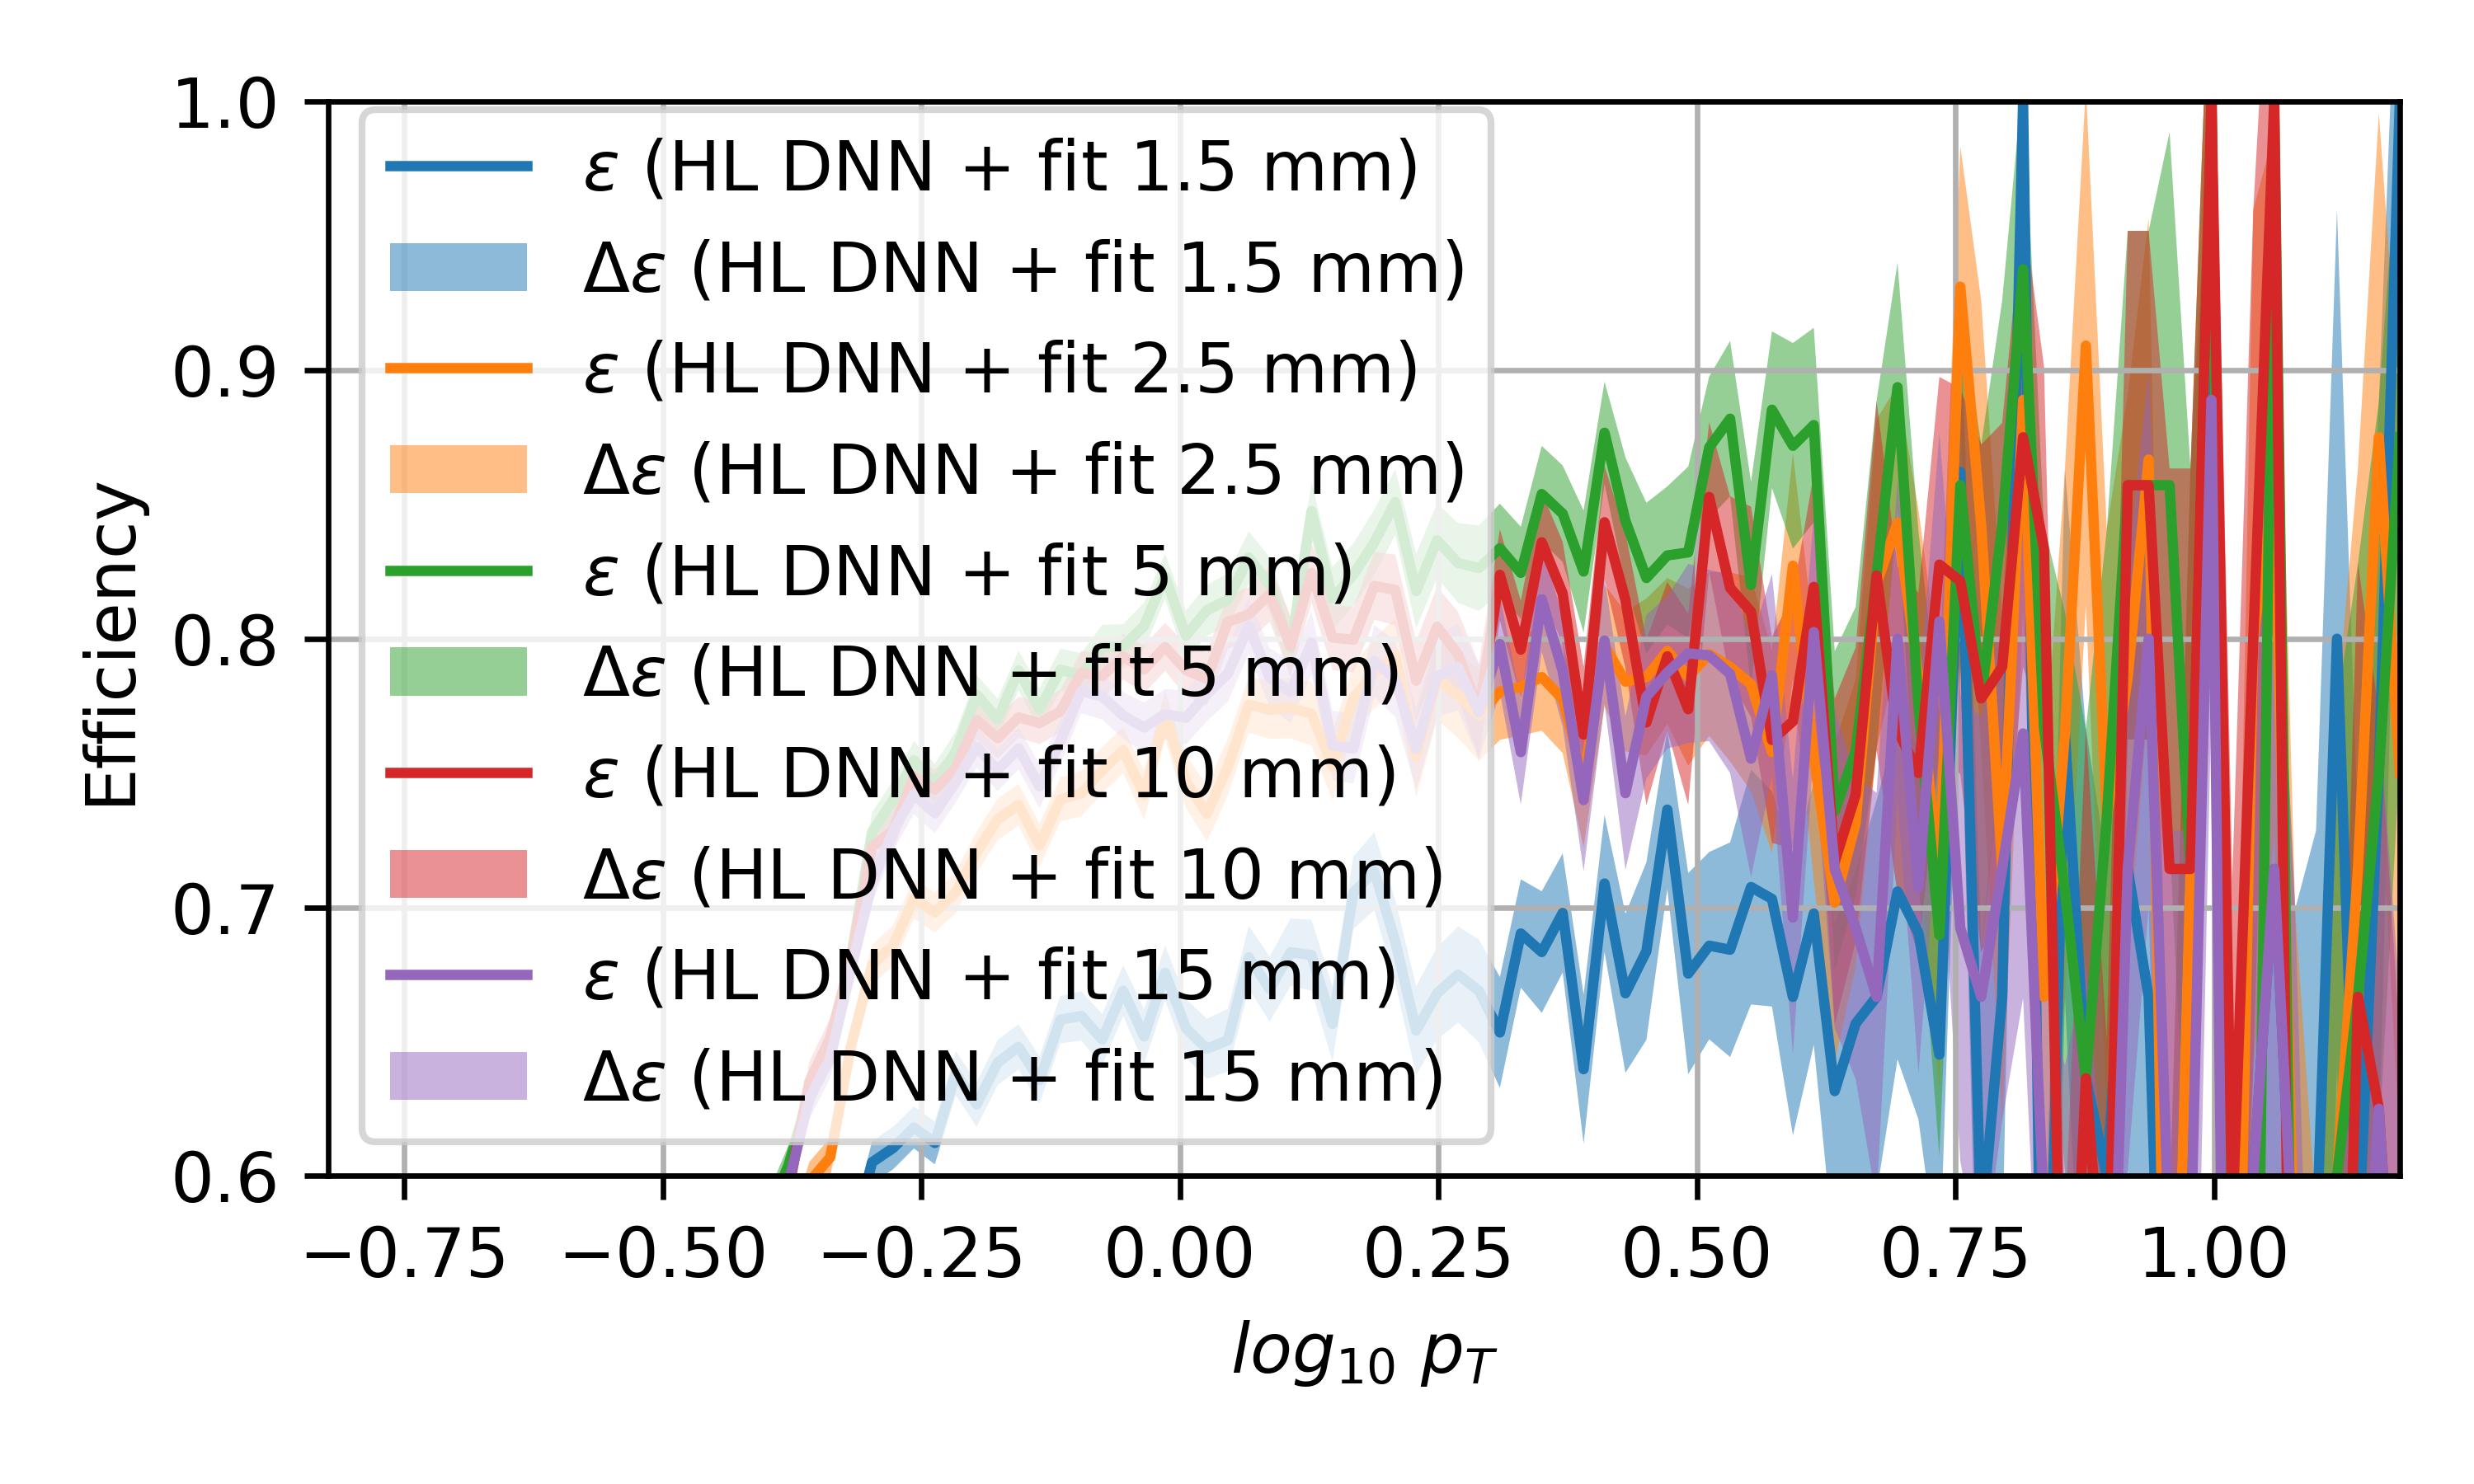 1.0
0.9
0.8
0.7
0.6
Efficiency
ε (HL DNN + fit 1.5 mm)
Δε (HL DNN + fit 1.5 mm)
ε (HL DNN + fit 2.5 mm)
Δε (HL DNN + fit 2.5 mm)
ε (HL DNN + fit 5 mm)
Δε (HL DNN + fit 5 mm)
ε (HL DNN + fit 10 mm)
Δε (HL DNN + fit 10 mm)
ε (HL DNN + fit 15 mm)
Δε (HL DNN + fit 15 mm)
−0.75 −0.50 −0.25 0.00 0.25 0.50 0.75 1.00
log₁₀ p_T